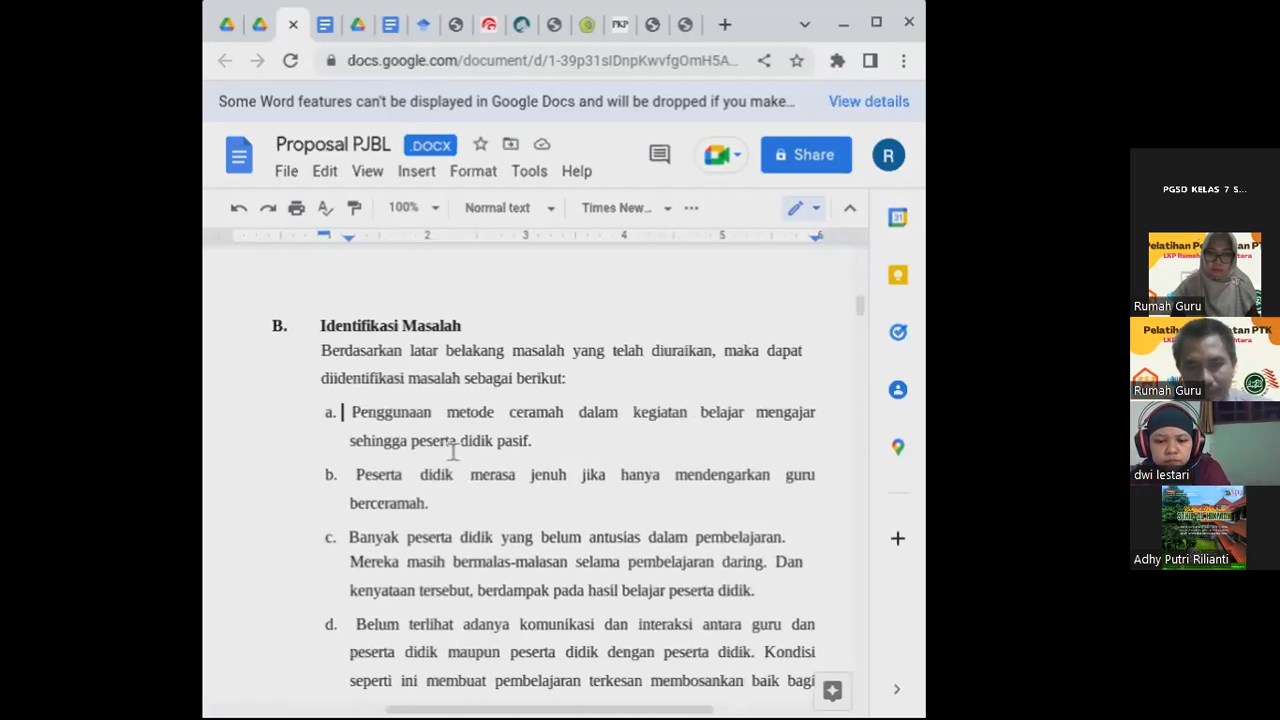 PKP
docs.google.com/document/d/1-39p31sIDnpKwvfgOmH5A...
Some Word features can't be displayed in Google Docs and will be dropped if you make...
View details
Proposal PJBL
.DOCX
Share
R
File
Edit
View
Insert
Format
Tools
Help
100%
Normal text
Times New...
2
3
4
5
6
31
B. Identifikasi Masalah
Berdasarkan latar belakang masalah yang telah diuraikan, maka dapat
diidentifikasi masalah sebagai berikut:
a. Penggunaan metode ceramah dalam kegiatan belajar mengajar
sehingga peserta didik pasif.
b. Peserta didik merasa jenuh jika hanya mendengarkan guru
berceramah.
c. Banyak peserta didik yang belum antusias dalam pembelajaran.
Mereka masih bermalas-malasan selama pembelajaran daring. Dan
kenyataan tersebut, berdampak pada hasil belajar peserta didik.
d. Belum terlihat adanya komunikasi dan interaksi antara guru dan
peserta didik maupun peserta didik dengan peserta didik. Kondisi
seperti ini membuat pembelajaran terkesan membosankan baik bagi
PGSD KELAS 7 S...
Rumah Guru
Rumah Guru
dwi lestari
Adhy Putri Rilianti